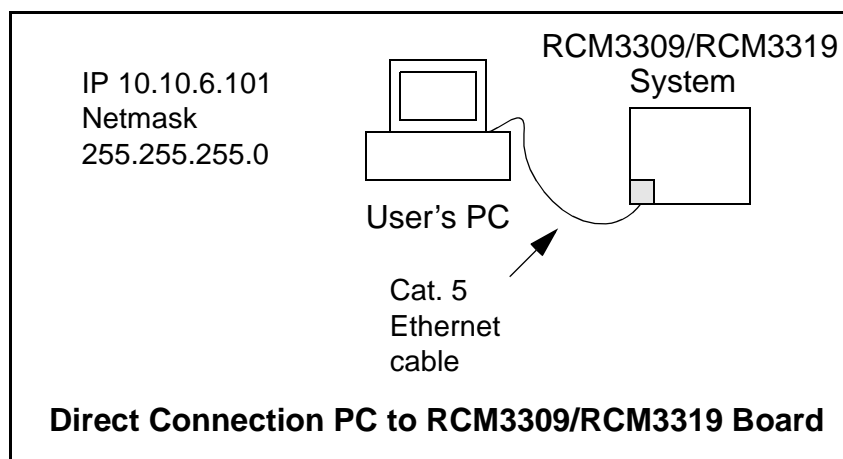 IP 10.10.6.101
Netmask
255.255.255.0
RCM3309/RCM3319
System
User's PC
Cat. 5
Ethernet
cable
Direct Connection PC to RCM3309/RCM3319 Board